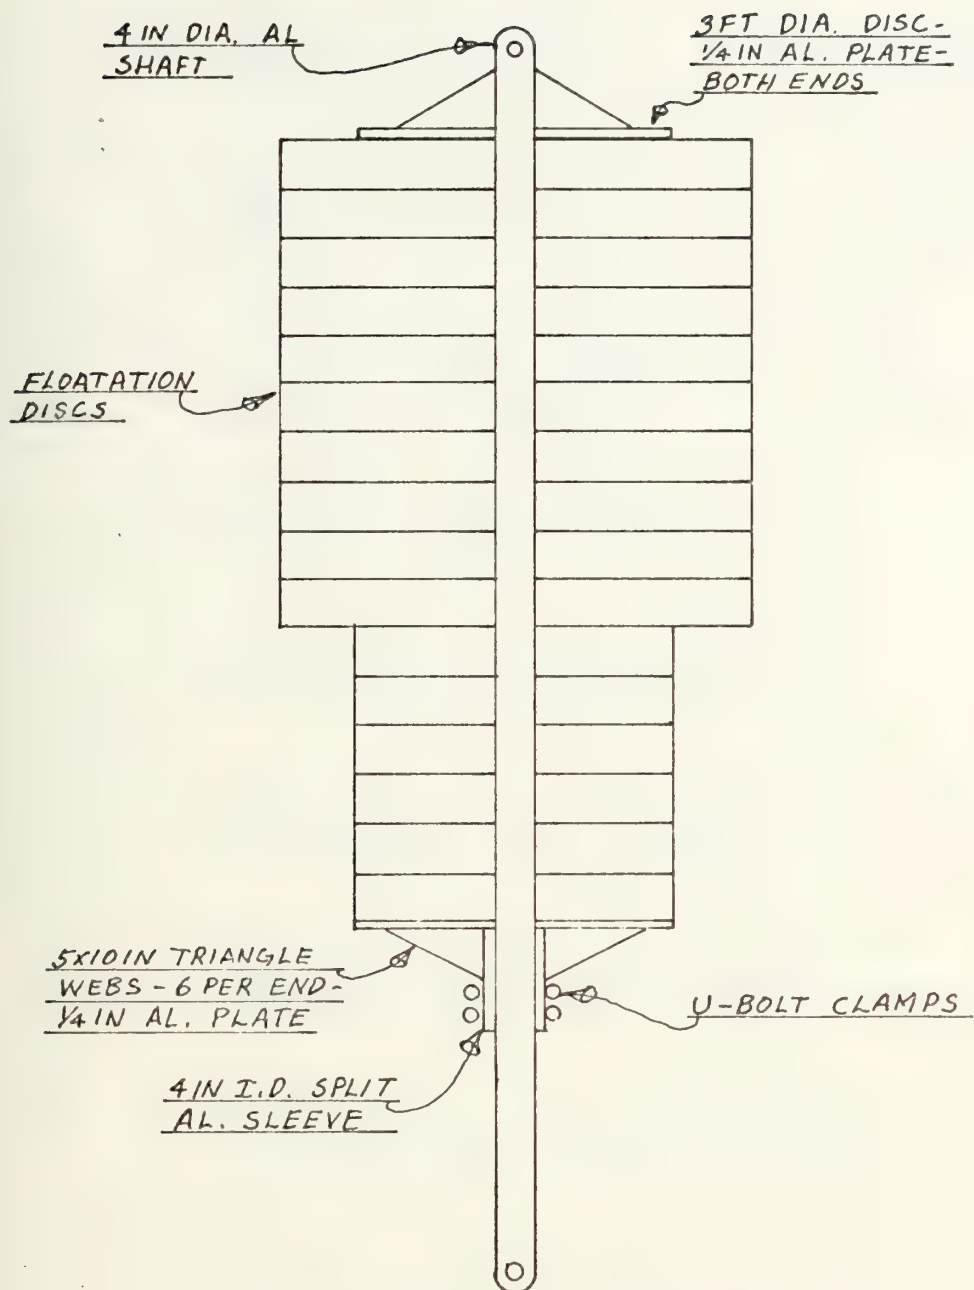 4 IN DIA. AL
SHAFT
3FT DIA. DISC-
1/4 IN AL. PLATE-
BOTH ENDS
FLOATATION
DISCS
5X10 IN TRIANGLE
WEBS - 6 PER END-
1/4 IN AL. PLATE
U-BOLT CLAMPS
4 IN I.D. SPLIT
AL. SLEEVE